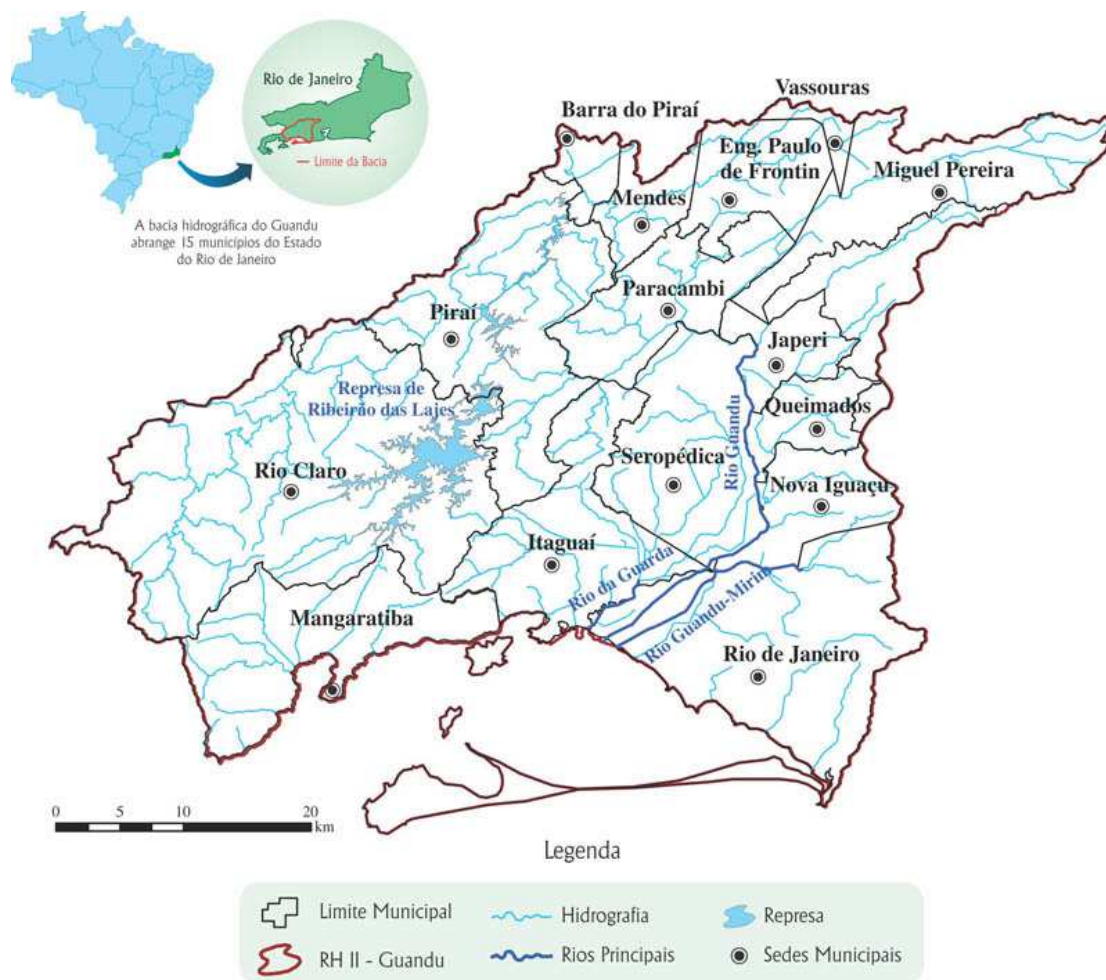 Rio de Janeiro
Limite da Bacia
A bacia hidrográfica do Guandu
abrange 15 municípios do Estado
do Rio de Janeiro
Vassouras
Barra do Piraí
Eng. Paulo
de Frontin
Miguel Pereira
Mendes
Paracambi
Piraí
Japeri
Represa de
Ribeirão das Lajes
Queimados
Rio Guandu
Seropédica
Rio Claro
Nova Iguaçu
Itaguaí
Rio da Guarda
Mangaratiba
Rio Guandu-Mirim
Rio de Janeiro
0 5 10 20
km
Legenda
Limite Municipal
Hidrografia
Represa
RH II - Guandu
Rios Principais
Sedes Municipais